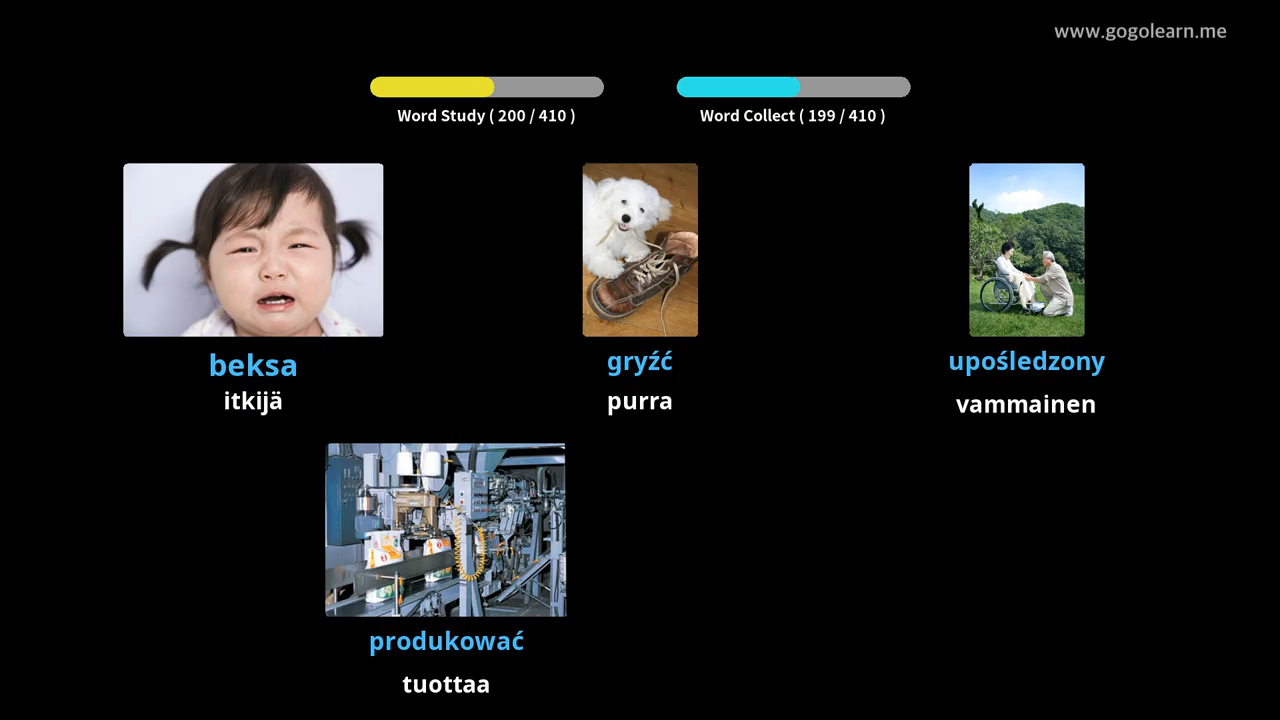 www.gogolearn.me
Word Study ( 200 / 410 )
Word Collect ( 199 / 410 )
beksa
itkijä
gryźć
purra
upośledzony
vammainen
produkować
tuottaa